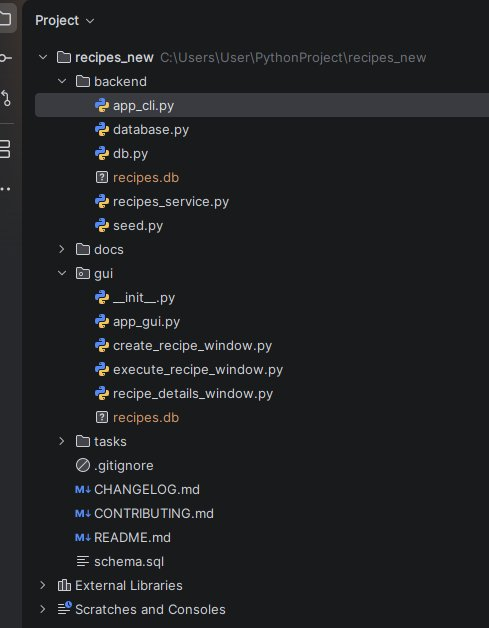 Project
recipes_new C:\Users\User\PythonProject\recipes_new
backend
app_cli.py
database.py
db.py
recipes.db
recipes_service.py
seed.py
docs
gui
__init__.py
app_gui.py
create_recipe_window.py
execute_recipe_window.py
recipe_details_window.py
recipes.db
tasks
.gitignore
CHANGELOG.md
CONTRIBUTING.md
README.md
schema.sql
External Libraries
Scratches and Consoles